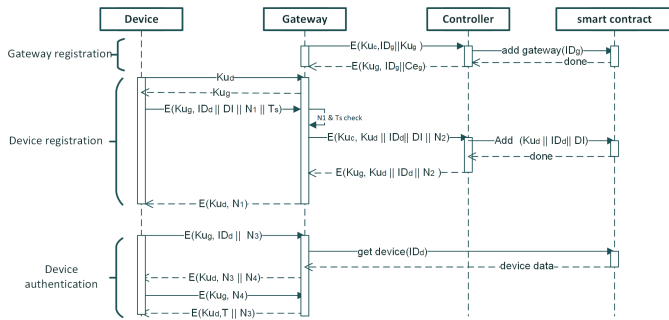 Device Gateway Controller smart contract
Gateway registration
E(Kuc,IDg||Kug )
add gateway(IDg)
done
E(Kug, IDg||Ceg)
Device registration
Kud
Kug
E(Kug, IDd || DI || N1 || Ts)
N1 & Ts check
E(Kuc, Kud || IDd|| DI || N2)
Add (Kud || IDd|| DI)
done
E(Kug, Kud || IDd || N2 )
E(Kud, N1)
Device authentication
E(Kug, IDd || N3)
get device(IDd)
device data
E(Kud, N3 || N4)
E(Kug, N4)
E(Kud,T || N3)